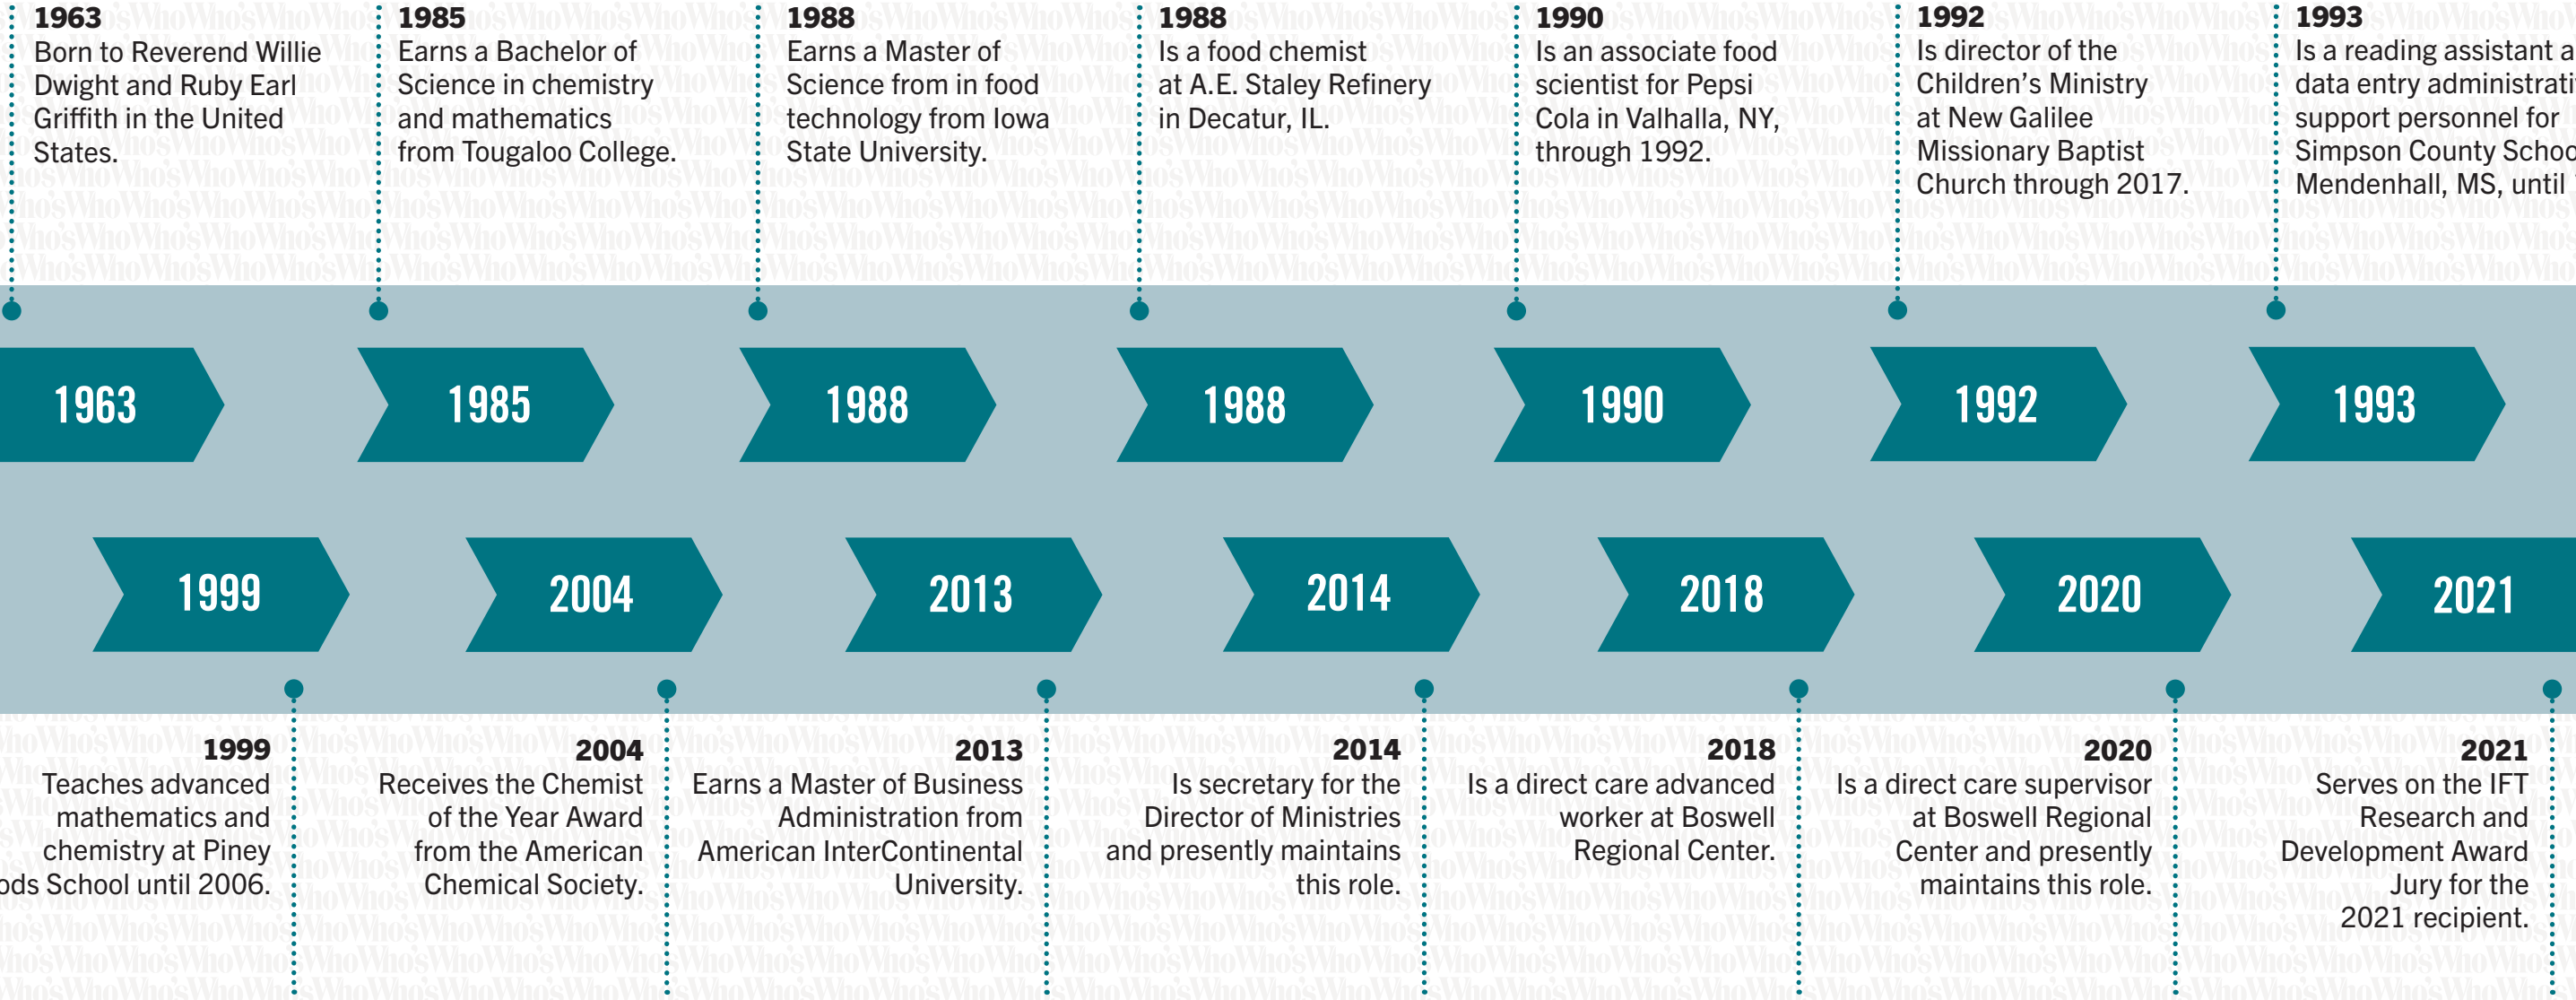 1963
Born to Reverend Willie
Dwight and Ruby Earl
Griffith in the United
States.
1985
Earns a Bachelor of
Science in chemistry
and mathematics
from Tougaloo College.
1988
Earns a Master of
Science from in food
technology from Iowa
State University.
1988
Is a food chemist
at A.E. Staley Refinery
in Decatur, IL.
1990
Is an associate food
scientist for Pepsi
Cola in Valhalla, NY,
through 1992.
1992
Is director of the
Children's Ministry
at New Galilee
Missionary Baptist
Church through 2017.
1993
Is a reading assistant
data entry
support personnel for
Simpson County
Mendenhall, MS, until
1963
1985
1988
1988
1990
1992
1993
1999
2004
2013
2014
2018
2020
2021
1999
Teaches advanced
mathematics and
chemistry at Piney
School until 2006.
2004
Receives the Chemist
of the Year Award
from the American
Chemical Society.
2013
Earns a Master of Business
Administration from
American InterContinental
University.
2014
Is secretary for the
Director of Ministries
and presently maintains
this role.
2018
Is a direct care advanced
worker at Boswell
Regional Center.
2020
Is a direct care supervisor
at Boswell Regional
Center and presently
maintains this role.
2021
Serves on the IFT
Research and
Development Award
Jury for the
2021 recipient.